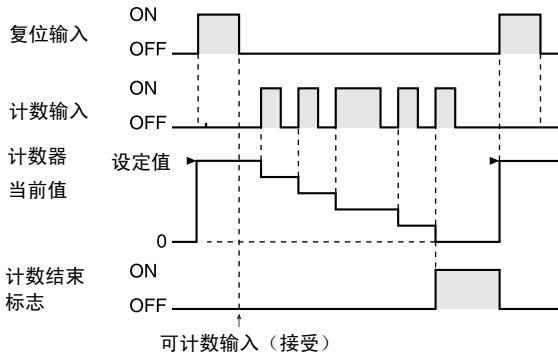 ON
复位输入
OFF
ON
计数输入
OFF
计数器 设定值
当前值
0
计数结束 ON
标志 OFF
可计数输入（接受）